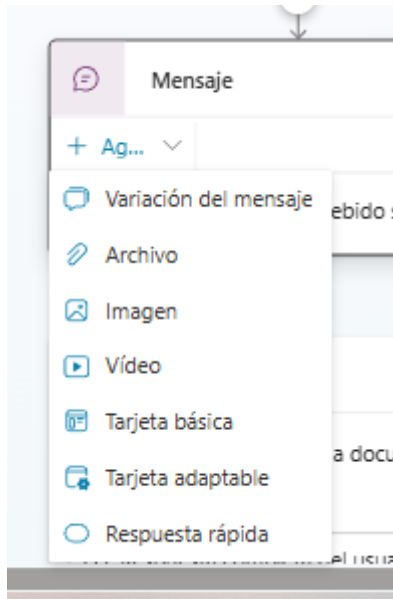 Mensaje
+ Ag...
Variación del mensaje
ebido s
Archivo
Imagen
Vídeo
Tarjeta básica
a docu
Tarjeta adaptable
Respuesta rápida